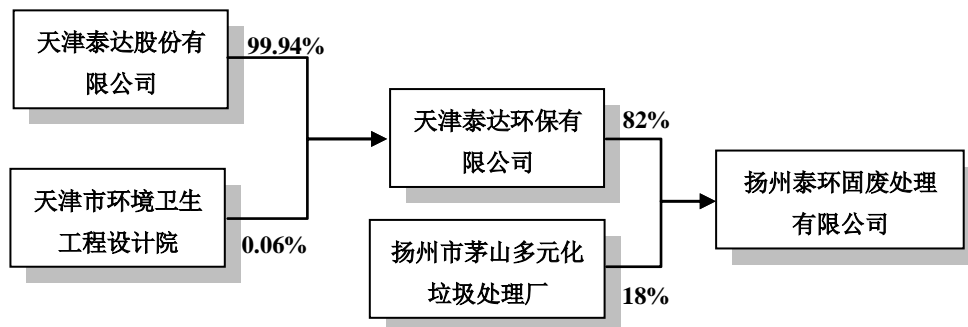 天津泰达股份有
限公司
99.94%
天津市环境卫生
工程设计院
0.06%
天津泰达环保有
限公司
82%
扬州市茅山多元化
垃圾处理厂
18%
扬州泰环固废处理
有限公司